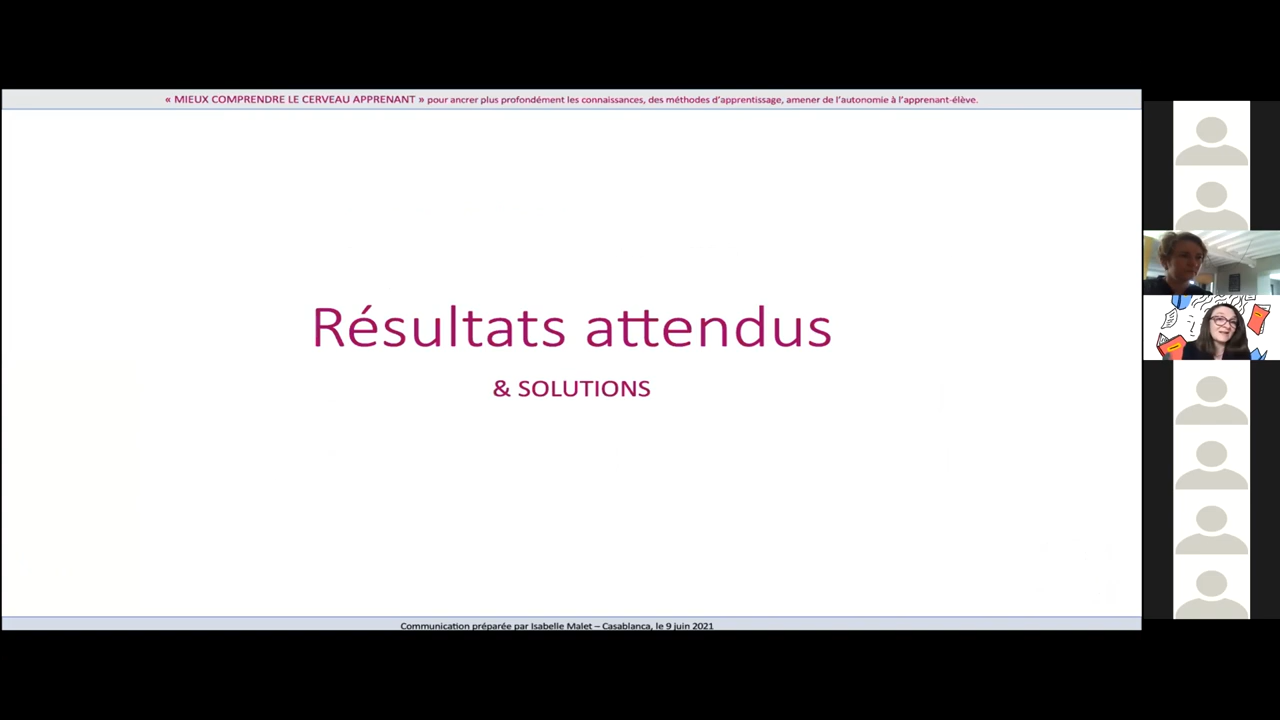 « MIEUX COMPRENDRE LE CERVEAU APPRENANT » pour ancrer plus profondément les connaissances, des méthodes d'apprentissage, amener de l'autonomie à l'apprenant-élève.
Résultats attendus
& SOLUTIONS
Communication préparée par Isabelle Malet – Casablanca, le 9 juin 2021